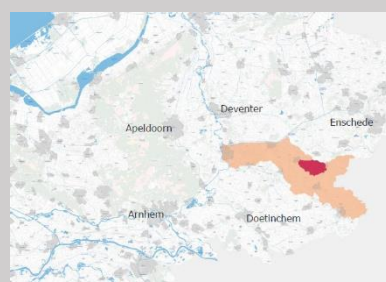 Deventer
Enschede
Apeldoorn
Arnhem
Doetinchem